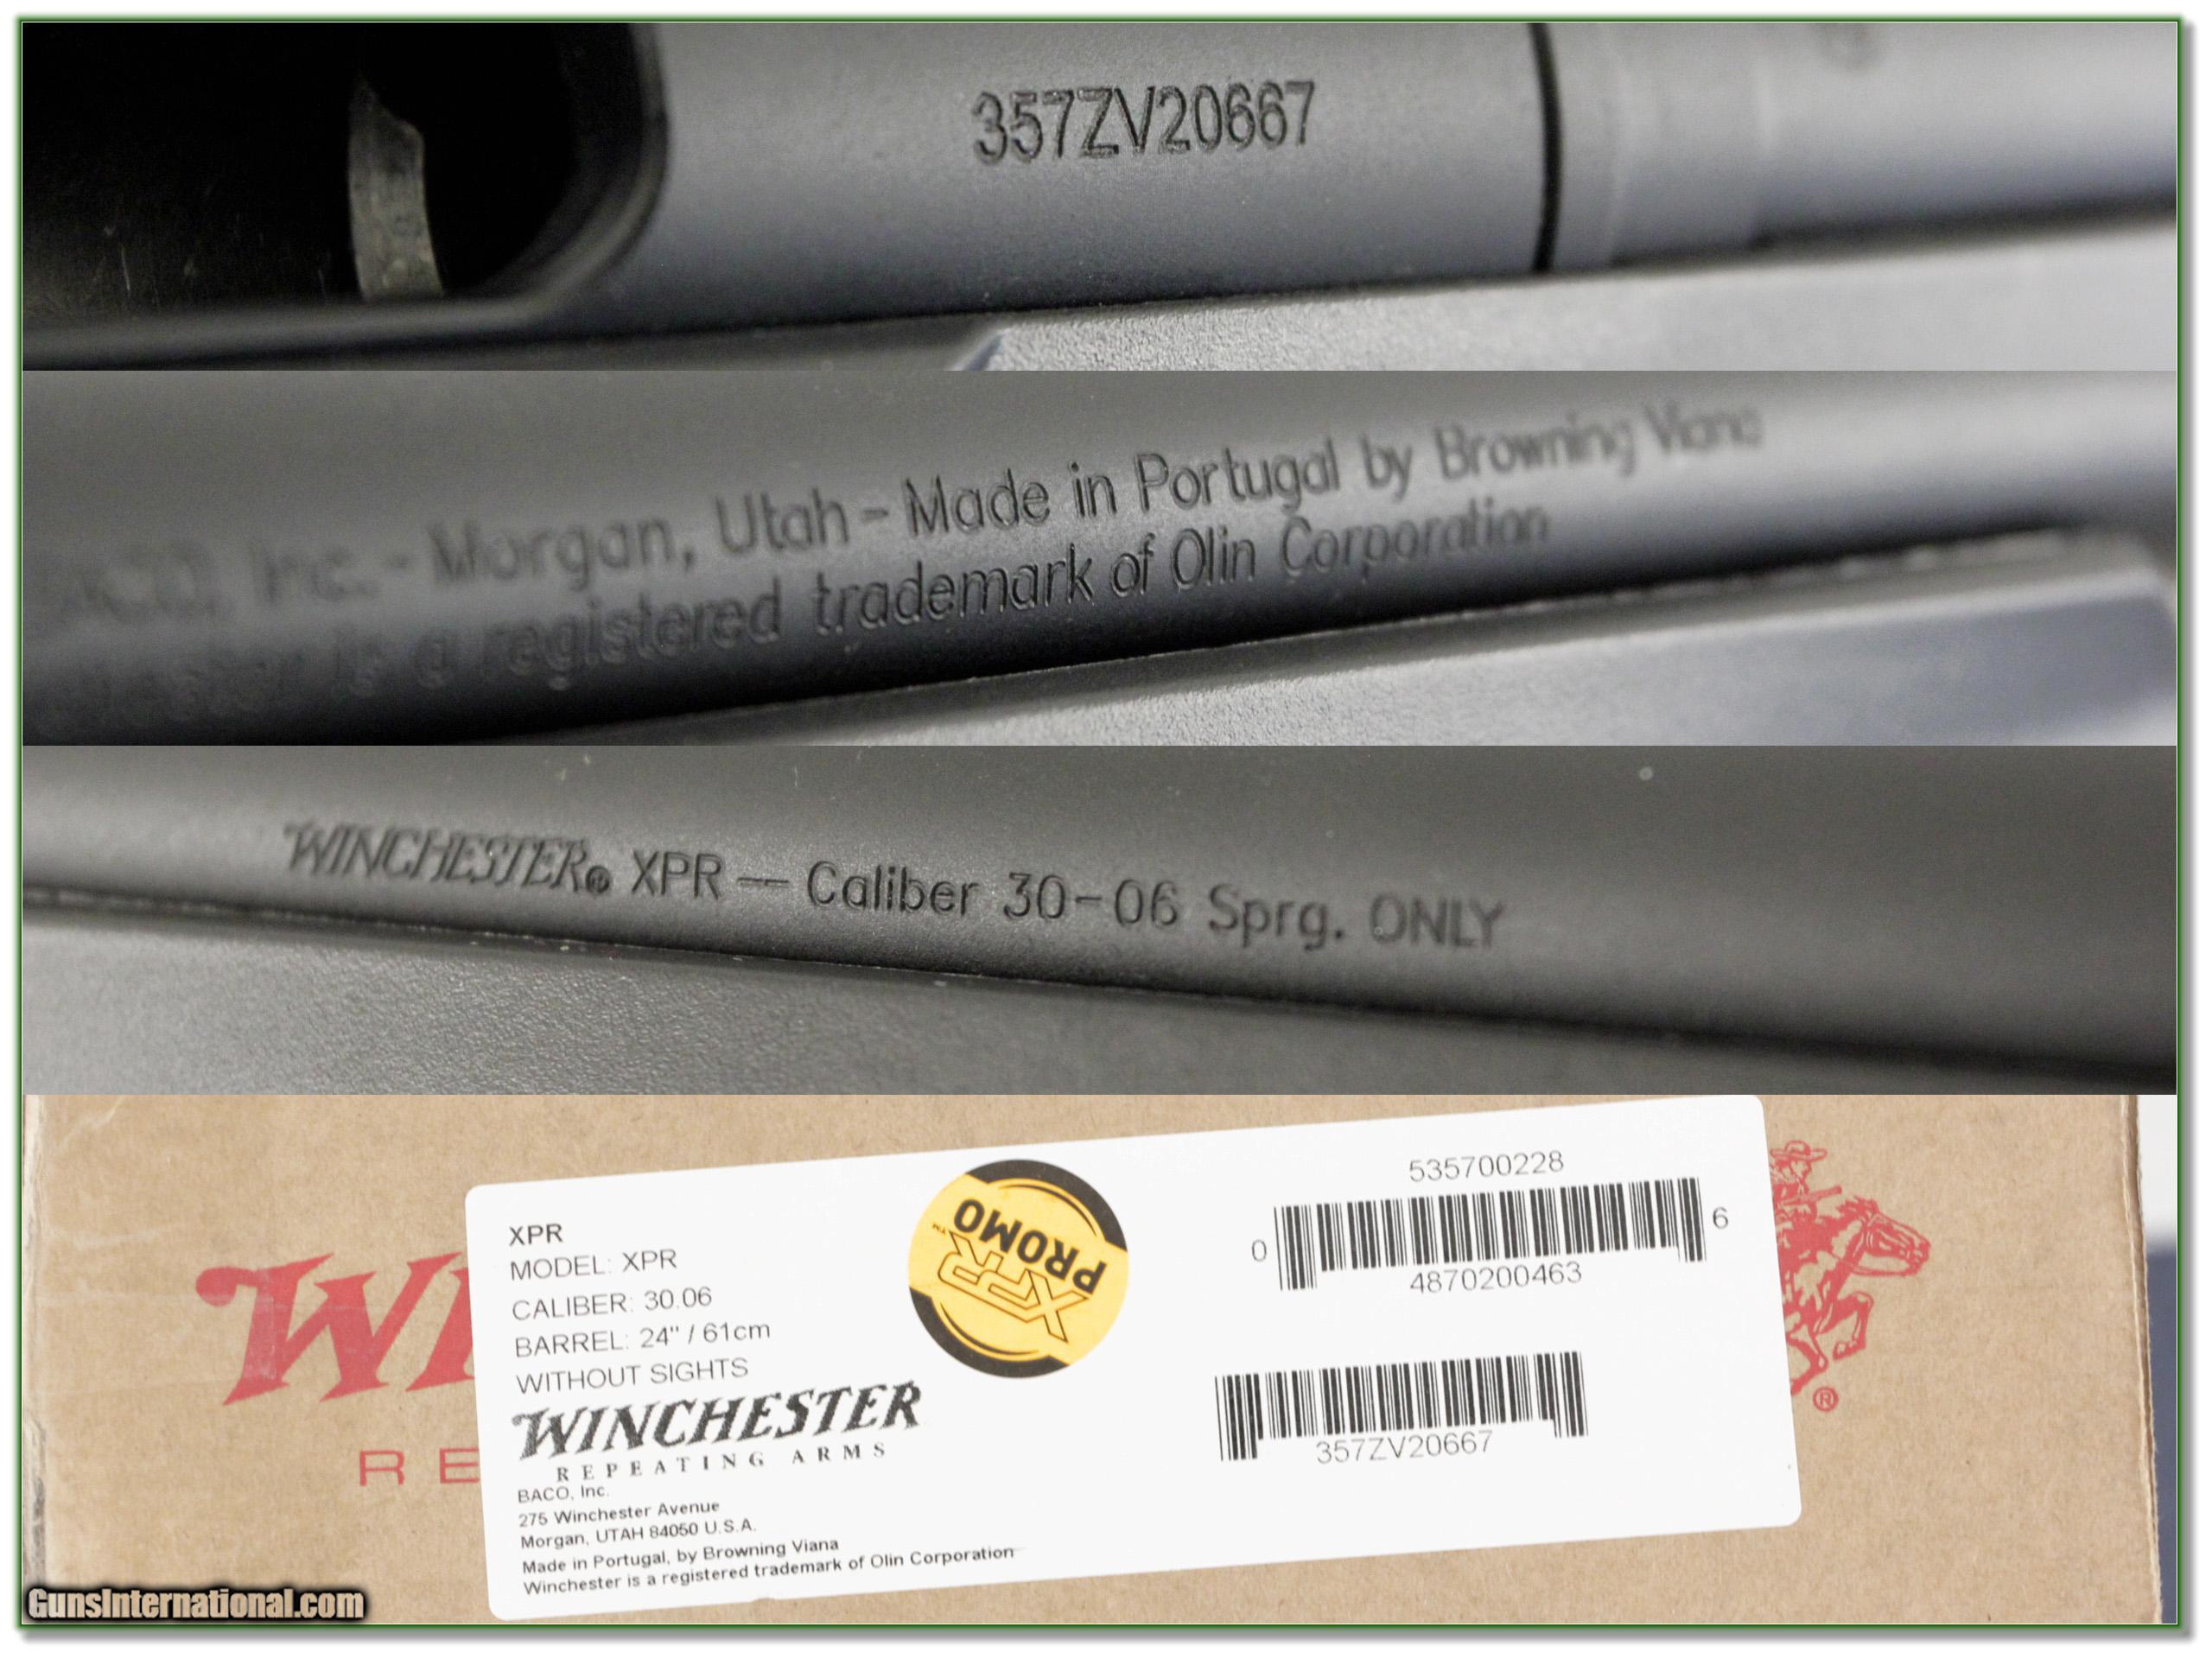 357ZV20667
Inc. - Morgan, Utah - Made in Portugal by Browning Viana
is a registered trademark of Olin Corporation
WINCHESTER® XPR — Caliber 30-06 Sprg. ONLY
WI
RE
®
XPR
MODEL: XPR
CALIBER: 30.06
BARREL: 24" / 61cm
WITHOUT SIGHTS
WINCHESTER
REPEATING ARMS
BACO, Inc.
275 Winchester Avenue
Morgan, UTAH 84050 U.S.A.
Made in Portugal, by Browning Viana
Winchester is a registered trademark of Olin Corporation
XPR™
PROMO
535700228
0 4870200463 6
357ZV20667
GunsInternational.com